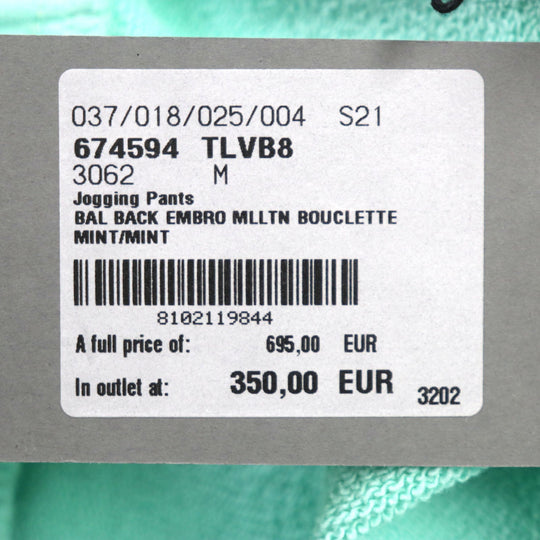 037/018/025/004 S21
674594 TLVB8
3062 M
Jogging Pants
BAL BACK EMBRO MLLTN BOUCLETTE
MINT/MINT
8102119844
A full price of: 695,00 EUR
In outlet at: 350,00 EUR 3202